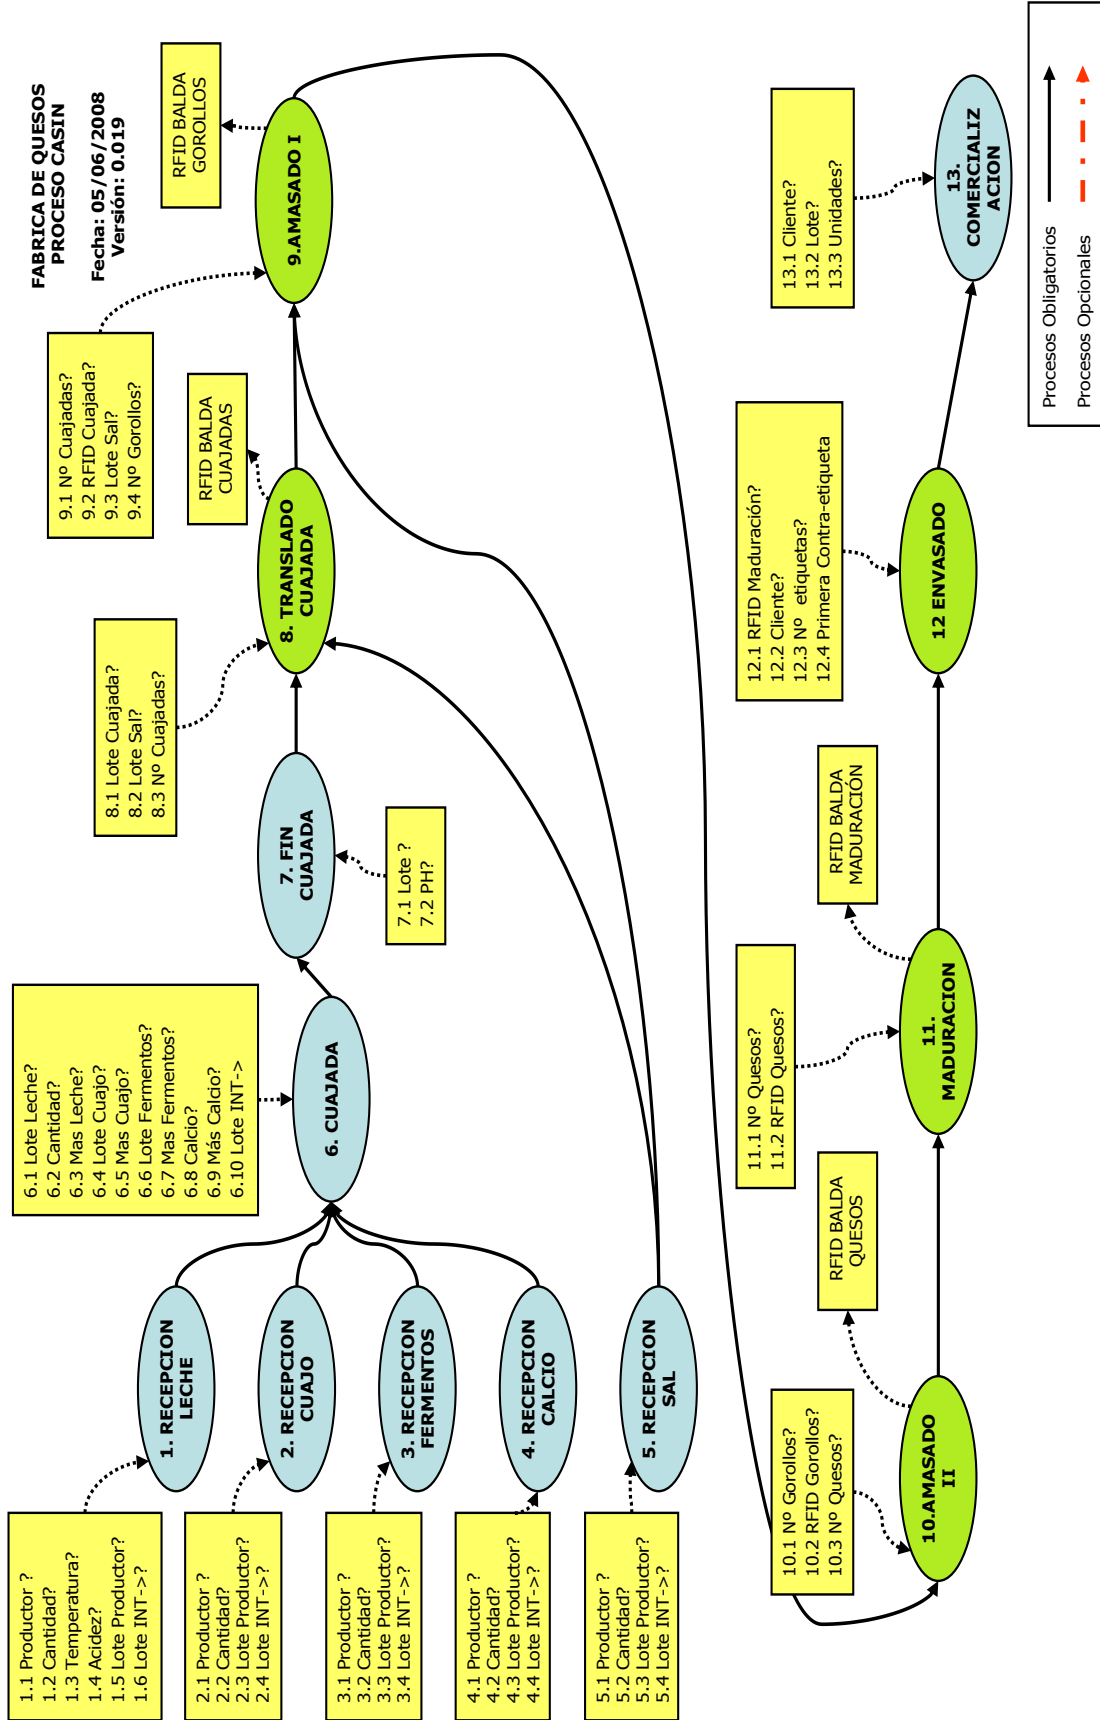 FABRICA DE QUESOS
PROCESO CASIN
Fecha: 05/06/2008
Versión: 0.019
1.1 Productor ?
1.2 Cantidad?
1.3 Temperatura?
1.4 Acidez?
1.5 Lote Productor?
1.6 Lote INT->?
1. RECEPCION
LECHE
2.1 Productor ?
2.2 Cantidad?
2.3 Lote Productor?
2.4 Lote INT->?
2. RECEPCION
CUAJO
3.1 Productor ?
3.2 Cantidad?
3.3 Lote Productor?
3.4 Lote INT->?
3. RECEPCION
FERMENTOS
4.1 Productor ?
4.2 Cantidad?
4.3 Lote Productor?
4.4 Lote INT->?
4. RECEPCION
CALCIO
5.1 Productor ?
5.2 Cantidad?
5.3 Lote Productor?
5.4 Lote INT->?
5. RECEPCION
SAL
6.1 Lote Leche?
6.2 Cantidad?
6.3 Mas Leche?
6.4 Lote Cuajo?
6.5 Mas Cuajo?
6.6 Lote Fermentos?
6.7 Mas Fermentos?
6.8 Calcio?
6.9 Más Calcio?
6.10 Lote INT->
6. CUAJADA
7. FIN
CUAJADA
7.1 Lote ?
7.2 PH?
8.1 Lote Cuajada?
8.2 Lote Sal?
8.3 Nº Cuajadas?
8. TRANSLADO
CUAJADA
RFID BALDA
CUAJADAS
9.1 Nº Cuajadas?
9.2 RFID Cuajada?
9.3 Lote Sal?
9.4 Nº Gorollos?
9.AMASADO I
RFID BALDA
GOROLLOS
10.1 Nº Gorollos?
10.2 RFID Gorollos?
10.3 Nº Quesos?
10.AMASADO
II
RFID BALDA
QUESOS
11.1 Nº Quesos?
11.2 RFID Quesos?
11.
MADURACION
RFID BALDA
MADURACIÓN
12.1 RFID Maduración?
12.2 Cliente?
12.3 Nº etiquetas?
12.4 Primera Contra-etiqueta
12 ENVASADO
13.1 Cliente?
13.2 Lote?
13.3 Unidades?
13.
COMERCIALIZ
ACION
Procesos Obligatorios
Procesos Opcionales